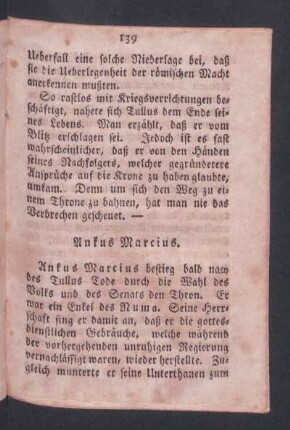 139
Ueberfall eine solche Niederlage bei, daß
sie die Ueberlegenheit der römischen Macht
anerkennen mußten.
So rastlos mit Kriegsverrichtungen be-
schäftigt, nahete sich Tullus dem Ende sei-
nes Lebens. Man erzählt, daß er vom
Blitz erschlagen sei. Jedoch ist es fast
wahrscheinlicher, daß er von den Händen
seines Nachfolgers, welcher gegründetere
Ansprüche auf die Krone zu haben glaubte,
umkam. Denn um sich den Weg zu ei-
nem Throne zu bahnen, hat man nie das
Verbrechen gescheuet. —
Ankus Marcius.
Ankus Marcius bestieg bald nach
des Tullus Tode durch die Wahl des
Volks und des Senats den Thron. Er
war ein Enkel des Numa. Seine Herr-
schaft fing er damit an, daß er die gottes-
dienstlichen Gebräuche, welche während
der vorhergehenden unruhigen Regierung
vernachlässigt waren, wieder herstellte. Zu-
gleich munterte er seine Unterthanen zum